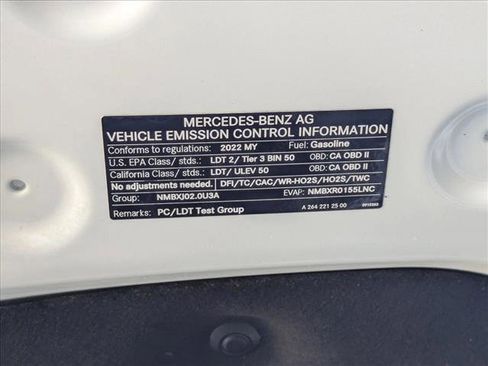 MERCEDES-BENZ AG
VEHICLE EMISSION CONTROL INFORMATION
Conforms to regulations: 2022 MY Fuel: Gasoline
U.S. EPA Class/ stds.: LDT 2/ Tier 3 BIN 50 OBD: CA OBD II
California Class/ stds.: LDT/ ULEV 50 OBD: CA OBD II
No adjustments needed. DFI/TC/CAC/WR-HO2S/HO2S/TWC
Group: NMBXJ02.0U3A EVAP: NMBXR0155LNC
Remarks: PC/LDT Test Group A 264 221 25 00